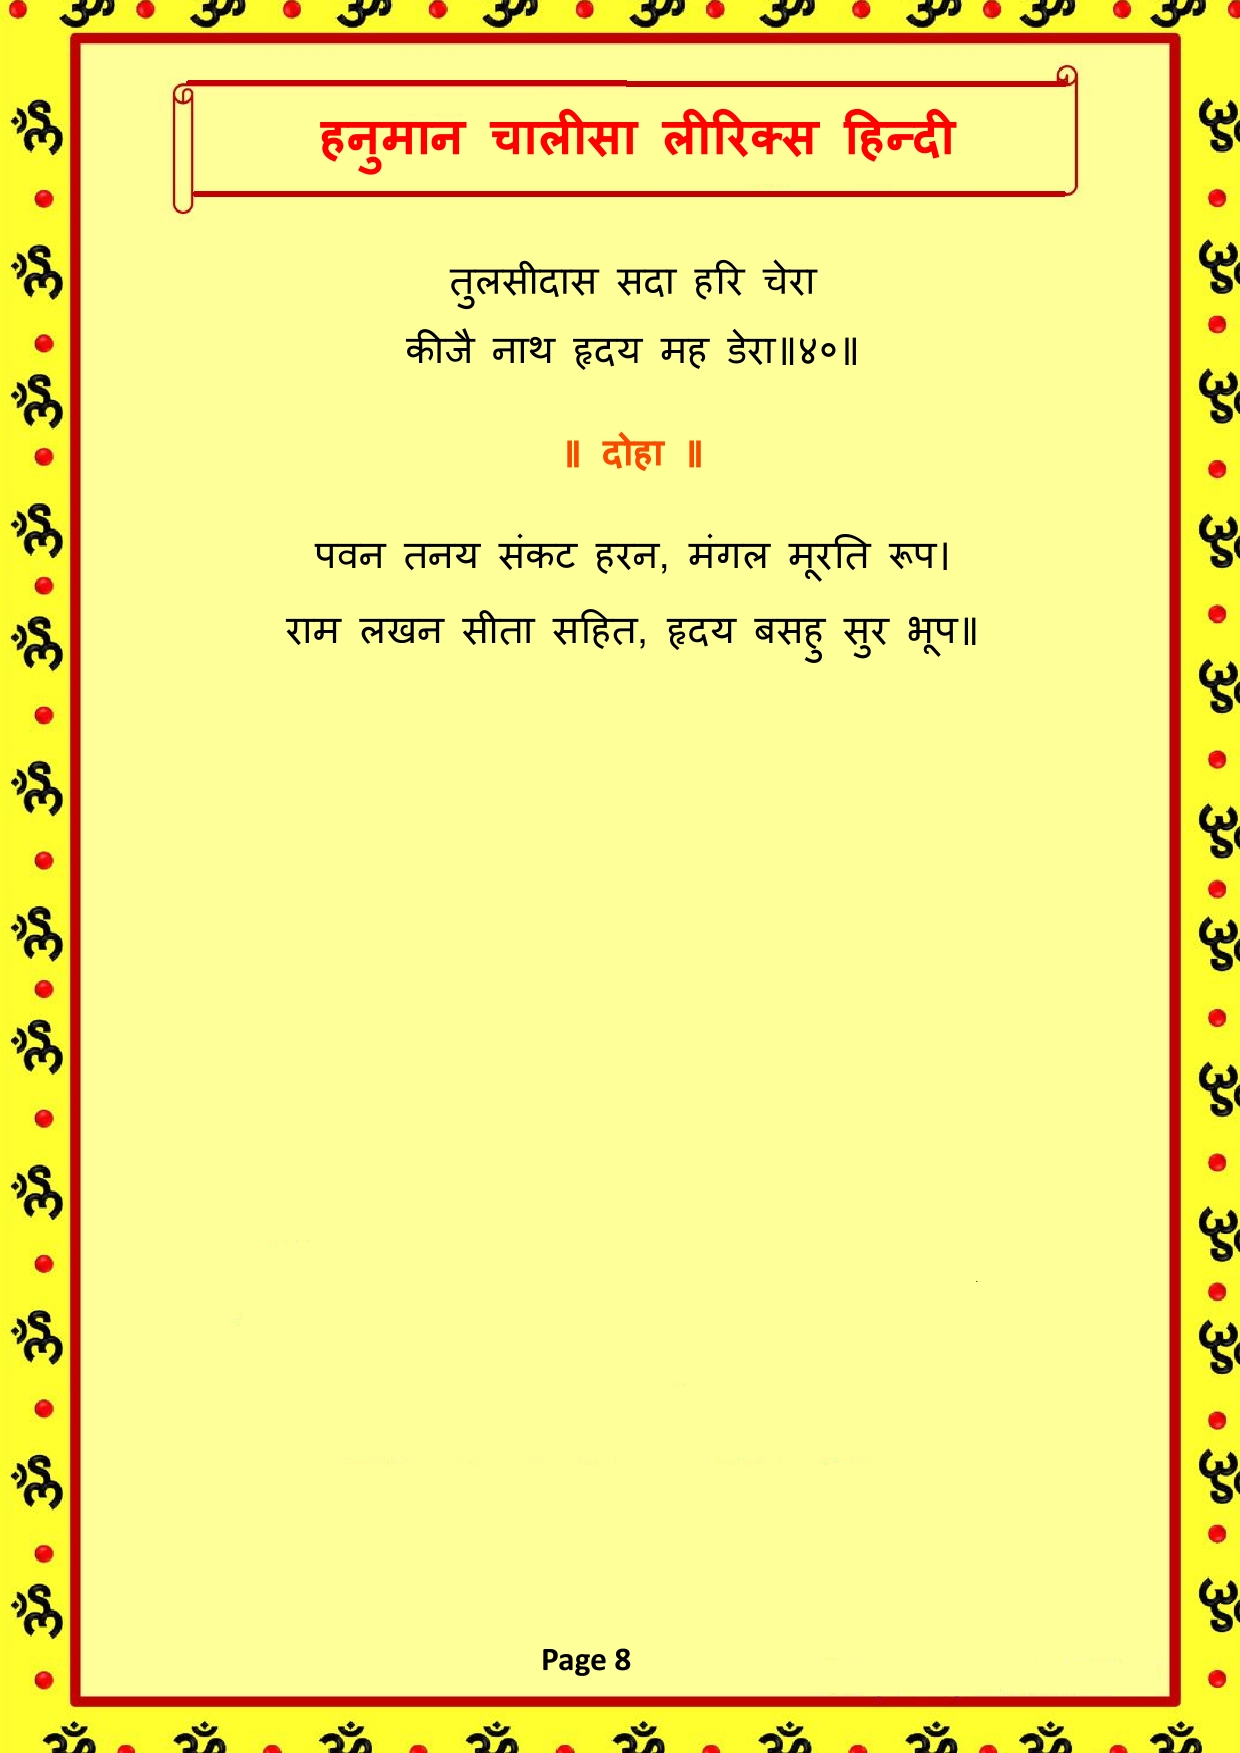 हनुमान चालीसा लीरिक्स हिन्दी
तुलसीदास सदा हरि चेरा
कीजै नाथ हृदय मह डेरा॥४०॥
॥ दोहा ॥
पवन तनय संकट हरन, मंगल मूरति रूप।
राम लखन सीता सहित, हृदय बसहु सुर भूप॥
Page 8